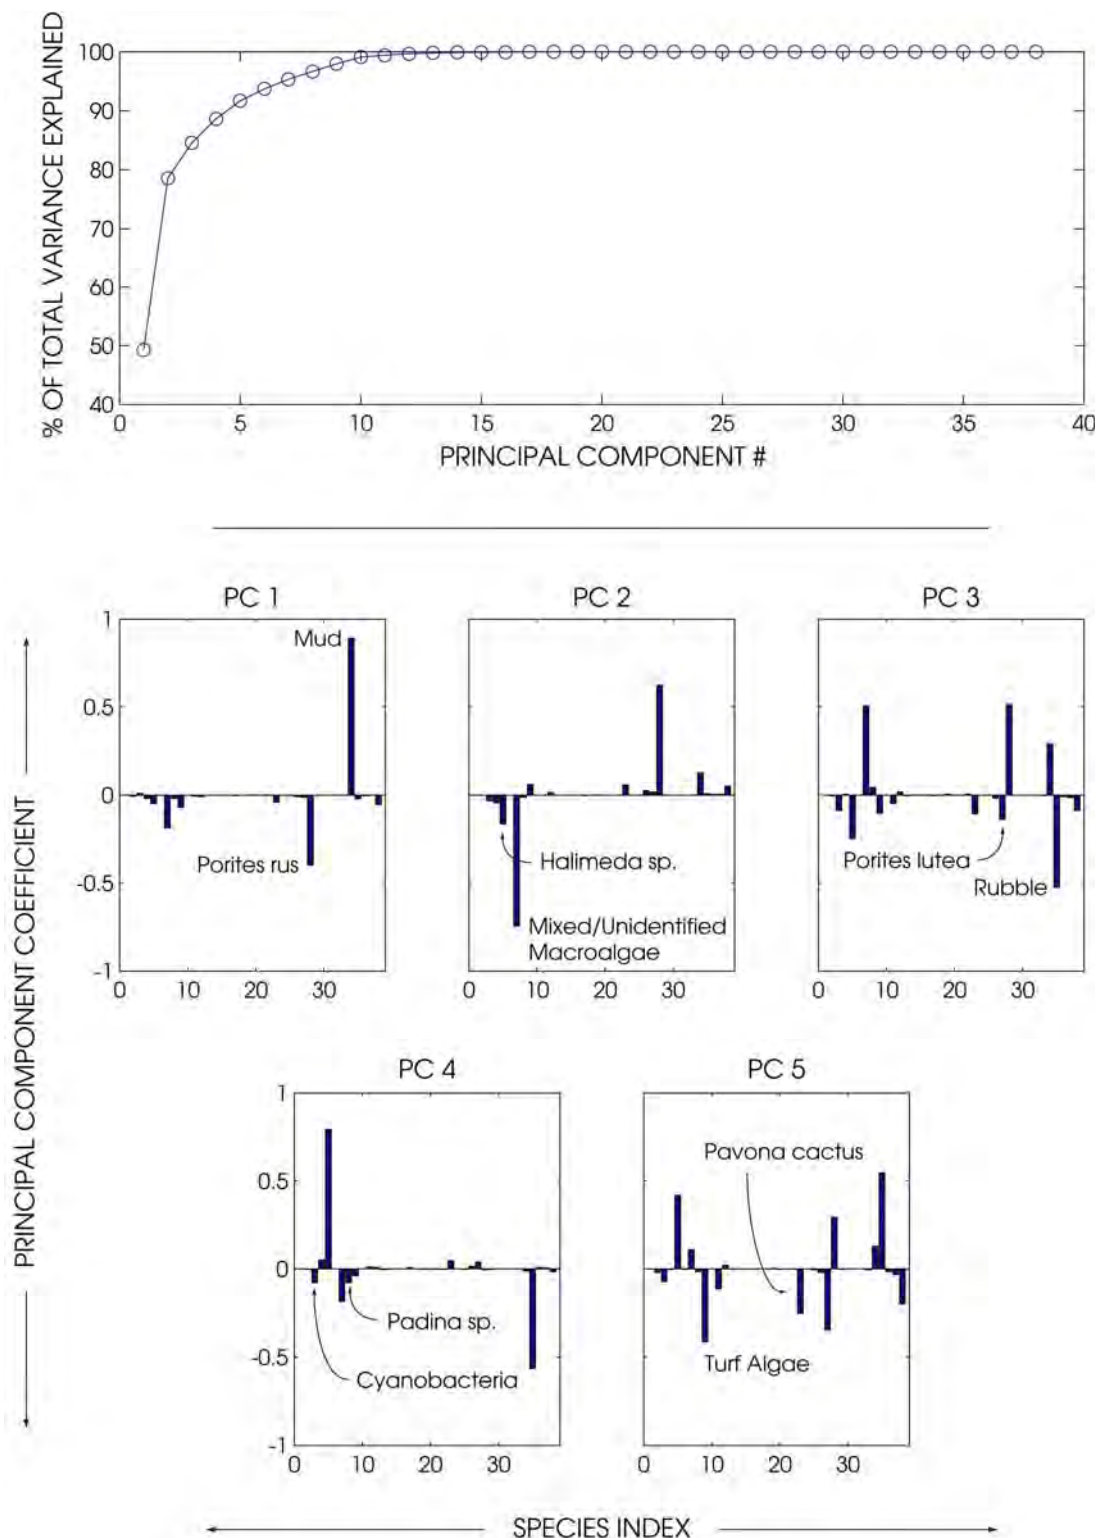 % OF TOTAL VARIANCE EXPLAINED
100
90
80
70
60
50
40
0 5 10 15 20 25 30 35 40
PRINCIPAL COMPONENT #
PRINCIPAL COMPONENT COEFFICIENT
PC 1
1
0.5
0
-0.5
-1
Mud
Porites rus
0 10 20 30
PC 2
Halimeda sp.
Mixed/Unidentified
Macroalgae
0 10 20 30
PC 3
Porites lutea
Rubble
0 10 20 30
PC 4
1
0.5
0
-0.5
-1
Padina sp.
Cyanobacteria
0 10 20 30
PC 5
Pavona cactus
Turf Algae
0 10 20 30
SPECIES INDEX